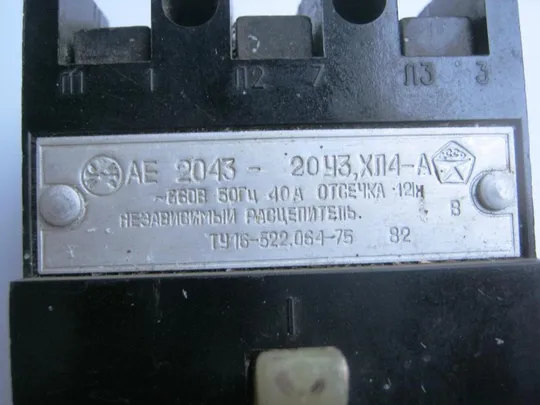 П1 1 П2 7 П3 3
АЕ 2043 - 20У3,ХЛ4-А
~660В 50Гц 40А ОТСЕЧКА 12Iн В
НЕЗАВИСИМЫЙ РАСЦЕПИТЕЛЬ.
ТУ16-522.064-75 82
I